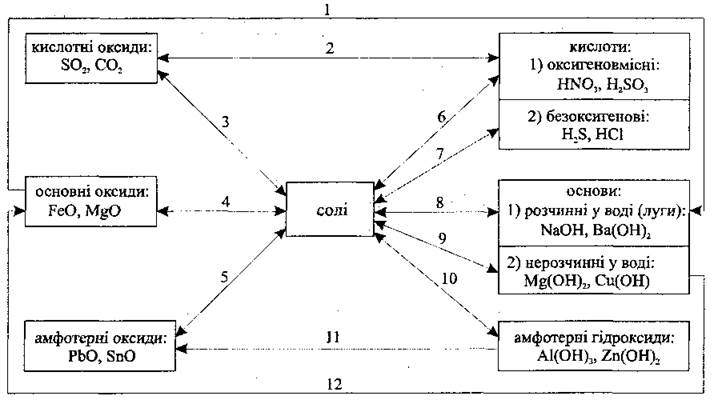 1
кислотні оксиди:
SO₂, CO₂
2
кислоти:
1) оксигеновмісні:
HNO₃, H₂SO₃
2) безоксигенові:
H₂S, HCl
3
6
7
основні оксиди:
FeO, MgO
4
солі
8
основи:
1) розчинні у воді (луги):
NaOH, Ba(OH)₂
9
2) нерозчинні у воді:
Mg(OH)₂, Cu(OH)
5
10
амфотерні оксиди:
PbO, SnO
11
амфотерні гідроксиди:
Al(OH)₃, Zn(OH)₂
12